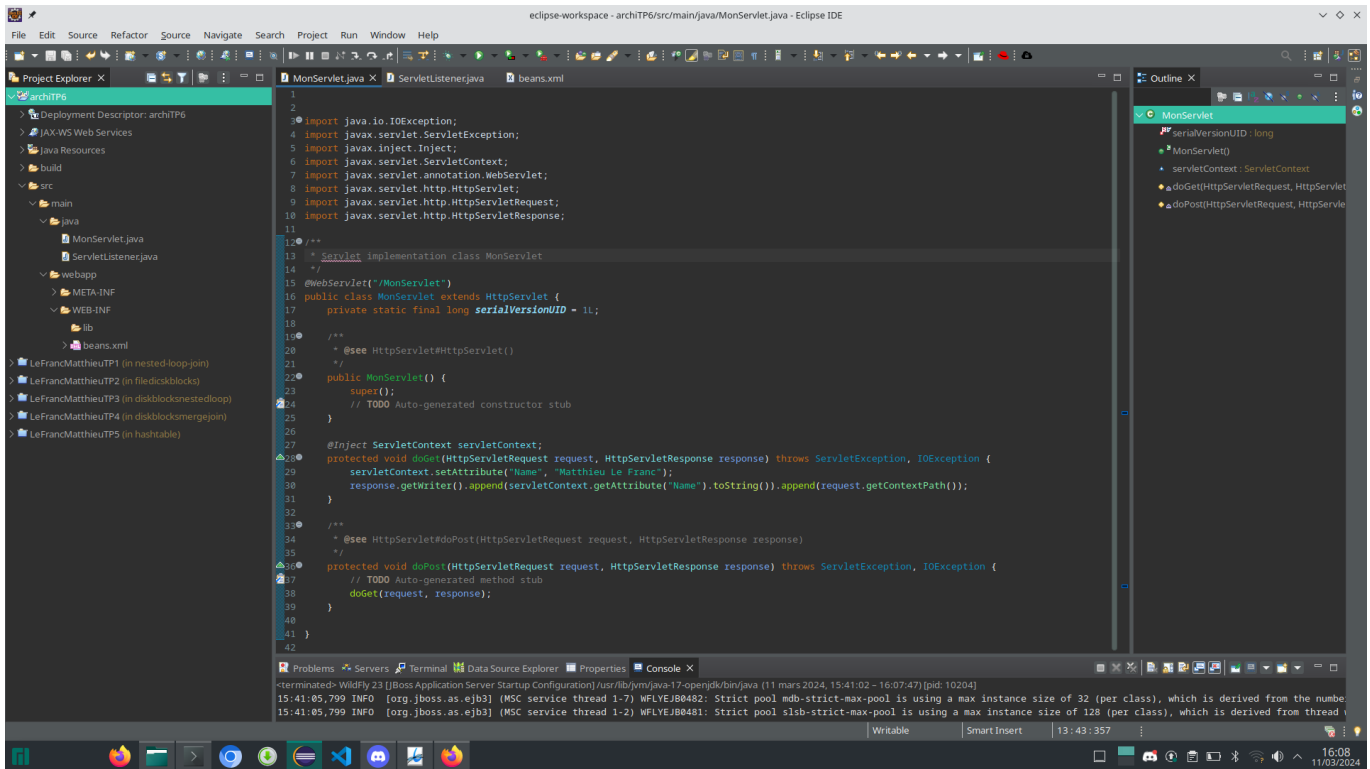 eclipse-workspace - archiTP6/src/main/java/MonServlet.java - Eclipse IDE
File Edit Source Refactor Source Navigate Search Project Run Window Help
Project Explorer
archiTP6
Deployment Descriptor: archiTP6
JAX-WS Web Services
Java Resources
build
src
main
java
MonServlet.java
ServletListener.java
webapp
META-INF
WEB-INF
lib
beans.xml
LeFrancMatthieuTP1 (in nested-loop-join)
LeFrancMatthieuTP2 (in filedicskblocks)
LeFrancMatthieuTP3 (in diskblocksnestedloop)
LeFrancMatthieuTP4 (in diskblocksmergejoin)
LeFrancMatthieuTP5 (in hashtable)
MonServlet.java ServletListener.java beans.xml
1
2
3 import java.io.IOException;
4 import javax.servlet.ServletException;
5 import javax.inject.Inject;
6 import javax.servlet.ServletContext;
7 import javax.servlet.annotation.WebServlet;
8 import javax.servlet.http.HttpServlet;
9 import javax.servlet.http.HttpServletRequest;
10 import javax.servlet.http.HttpServletResponse;
11
12 /**
13 * Servlet implementation class MonServlet
14 */
15 @WebServlet("/MonServlet")
16 public class MonServlet extends HttpServlet {
17 private static final long serialVersionUID = 1L;
18
19 /**
20 * @see HttpServlet#HttpServlet()
21 */
22 public MonServlet() {
23 super();
24 // TODO Auto-generated constructor stub
25 }
26
27 @Inject ServletContext servletContext;
28 protected void doGet(HttpServletRequest request, HttpServletResponse response) throws ServletException, IOException {
29 servletContext.setAttribute("Name", "Matthieu Le Franc");
30 response.getWriter().append(servletContext.getAttribute("Name").toString()).append(request.getContextPath());
31 }
32
33 /**
34 * @see HttpServlet#doPost(HttpServletRequest request, HttpServletResponse response)
35 */
36 protected void doPost(HttpServletRequest request, HttpServletResponse response) throws ServletException, IOException {
37 // TODO Auto-generated method stub
38 doGet(request, response);
39 }
40
41 }
42
Outline
MonServlet
serialVersionUID : long
MonServlet()
servletContext : ServletContext
doGet(HttpServletRequest, HttpServlet
doPost(HttpServletRequest, HttpServle
Problems Servers Terminal Data Source Explorer Properties Console
<terminated> WildFly 23 [JBoss Application Server Startup Configuration] /usr/lib/jvm/java-17-openjdk/bin/java (11 mars 2024, 15:41:02 – 16:07:47) [pid: 10204]
15:41:05,799 INFO [org.jboss.as.ejb3] (MSC service thread 1-7) WFLYEJB0482: Strict pool mdb-strict-max-pool is using a max instance size of 32 (per class), which is derived from the numbe
15:41:05,799 INFO [org.jboss.as.ejb3] (MSC service thread 1-2) WFLYEJB0481: Strict pool slsb-strict-max-pool is using a max instance size of 128 (per class), which is derived from thread
Writable Smart Insert 13 : 43 : 357
16:08
11/03/2024